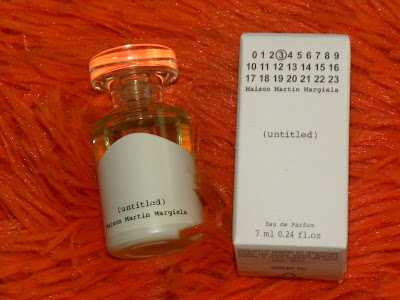 (untitled)
Maison Martin Margiela
0 1 2 3 4 5 6 7 8 9
10 11 12 13 14 15 16
17 18 19 20 21 22 23
Maison Martin Margiela
(untitled)
Eau de Parfum
7 ml 0.24 fl.oz